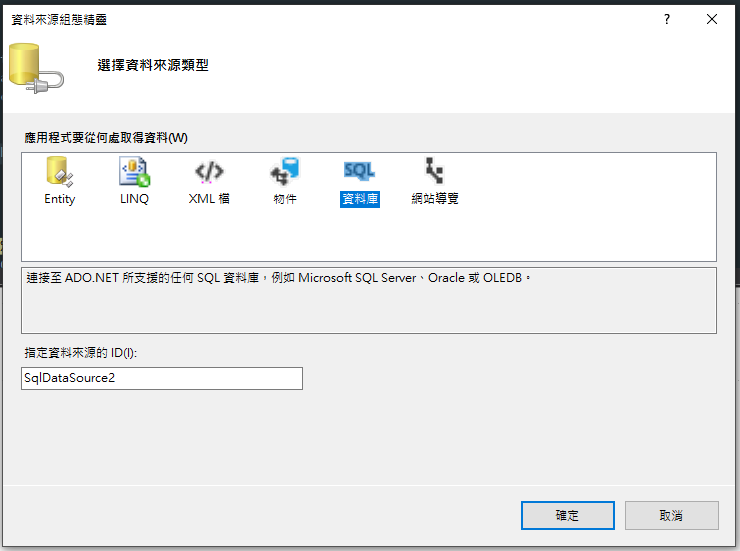 資料來源組態精靈
?
選擇資料來源類型
應用程式要從何處取得資料(W)
SQL
Entity LINQ XML 檔 物件 資料庫 網站導覽
連接至 ADO.NET 所支援的任何 SQL 資料庫，例如 Microsoft SQL Server、Oracle 或 OLEDB。
指定資料來源的 ID(I):
SqlDataSource2
確定 取消